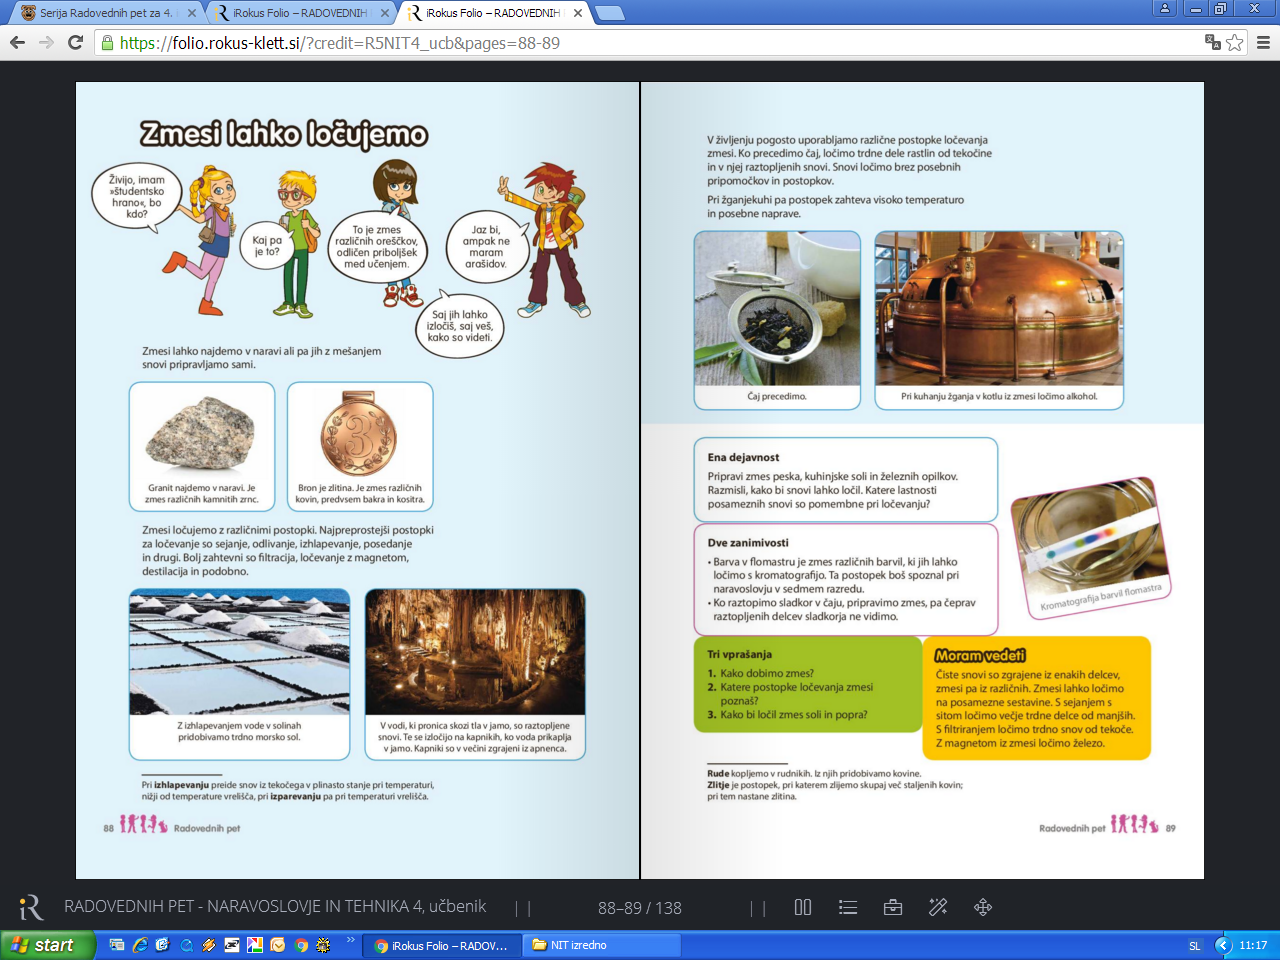 Serija Radovednih pet za 4.
iRokus Folio – RADOVEDNIH
iRokus Folio – RADOVEDNIH
https://folio.rokus-klett.si/?credit=R5NIT4_ucb&pages=88-89
Zmesi lahko ločujemo
Živijo, imam
»študentsko
hrano«, bo
kdo?
Kaj pa
je to?
To je zmes
različnih oreščkov,
odličen priboljšek
med učenjem.
Jaz bi,
ampak ne
maram
arašidov.
Saj jih lahko
izločiš, saj veš,
kako so videti.
Zmesi lahko najdemo v naravi ali pa jih z mešanjem
snovi pripravljamo sami.
Granit najdemo v naravi. Je
zmes različnih kamnitih zrnc.
3
Bron je zlitina. Je zmes različnih
kovin, predvsem bakra in kositra.
Zmesi ločujemo z različnimi postopki. Najpreprostejši postopki
za ločevanje so sejanje, odlivanje, izhlapevanje, posedanje
in drugi. Bolj zahtevni so filtracija, ločevanje z magnetom,
destilacija in podobno.
Z izhlapevanjem vode v solinah
pridobivamo trdno morsko sol.
V vodi, ki pronica skozi tla v jamo, so raztopljene
snovi. Te se izločijo na kapnikih, ko voda prikaplja
v jamo. Kapniki so v večini zgrajeni iz apnenca.
Pri izhlapevanju preide snov iz tekočega v plinasto stanje pri temperaturi,
nižji od temperature vrelišča, pri izparevanju pa pri temperaturi vrelišča.
88 Radovednih pet
V življenju pogosto uporabljamo različne postopke ločevanja
zmesi. Ko precedimo čaj, ločimo trdne dele rastlin od tekočine
in v njej raztopljenih snovi. Snovi ločimo brez posebnih
pripomočkov in postopkov.
Pri žganjekuhi pa postopek zahteva visoko temperaturo
in posebne naprave.
Čaj precedimo.
Pri kuhanju žganja v kotlu iz zmesi ločimo alkohol.
Ena dejavnost
Pripravi zmes peska, kuhinjske soli in železnih opilkov.
Razmisli, kako bi snovi lahko ločil. Katere lastnosti
posameznih snovi so pomembne pri ločevanju?
Dve zanimivosti
• Barva v flomastru je zmes različnih barvil, ki jih lahko
ločimo s kromatografijo. Ta postopek boš spoznal pri
naravoslovju v sedmem razredu.
• Ko raztopimo sladkor v čaju, pripravimo zmes, pa čeprav
raztopljenih delcev sladkorja ne vidimo.
Kromatografija barvil flomastra
Tri vprašanja
1. Kako dobimo zmes?
2. Katere postopke ločevanja zmesi
poznaš?
3. Kako bi ločil zmes soli in popra?
Moram vedeti
Čiste snovi so zgrajene iz enakih delcev,
zmesi pa iz različnih. Zmesi lahko ločimo
na posamezne sestavine. S sejanjem s
sitom ločimo večje trdne delce od manjših.
S filtriranjem ločimo trdno snov od tekoče.
Z magnetom iz zmesi ločimo železo.
Rude kopljemo v rudnikih. Iz njih pridobivamo kovine.
Zlitje je postopek, pri katerem zlijemo skupaj več staljenih kovin;
pri tem nastane zlitina.
Radovednih pet 89
iR RADOVEDNIH PET - NARAVOSLOVJE IN TEHNIKA 4, učbenik
88–89 / 138
start
iRokus Folio – RADOV...
NIT izredno
SL
11:17